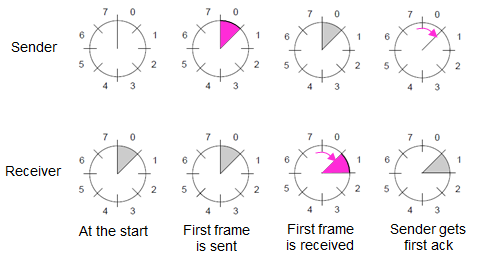 7 0 7 0 7 0 7 0
6 1 6 1 6 1 6 1
Sender
5 2 5 2 5 2 5 2
4 3 4 3 4 3 4 3
7 0 7 0 7 0 7 0
6 1 6 1 6 1 6 1
Receiver
5 2 5 2 5 2 5 2
4 3 4 3 4 3 4 3
At the start
First frame
is sent
First frame
is received
Sender gets
first ack